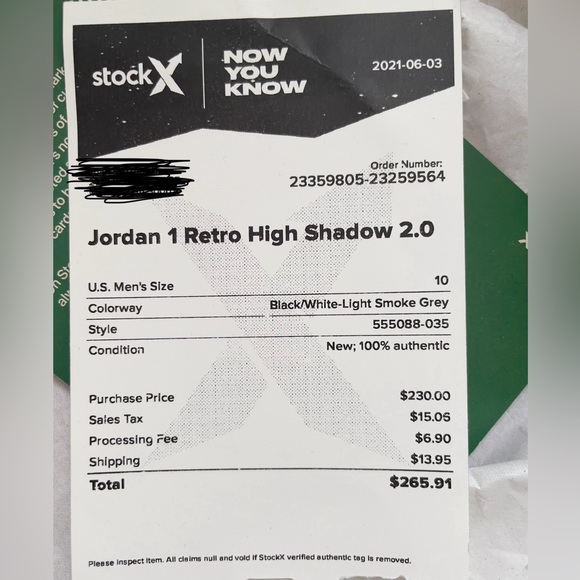 stockX
NOW
YOU
KNOW
2021-06-03
Order Number:
23359805-23259564
Jordan 1 Retro High Shadow 2.0
U.S. Men's Size 10
Colorway Black/White-Light Smoke Grey
Style 555088-035
Condition New; 100% authentic
Purchase Price $230.00
Sales Tax $15.06
Processing Fee $6.90
Shipping $13.95
Total $265.91
Please inspect item. All claims null and void if StockX verified authentic tag is removed.